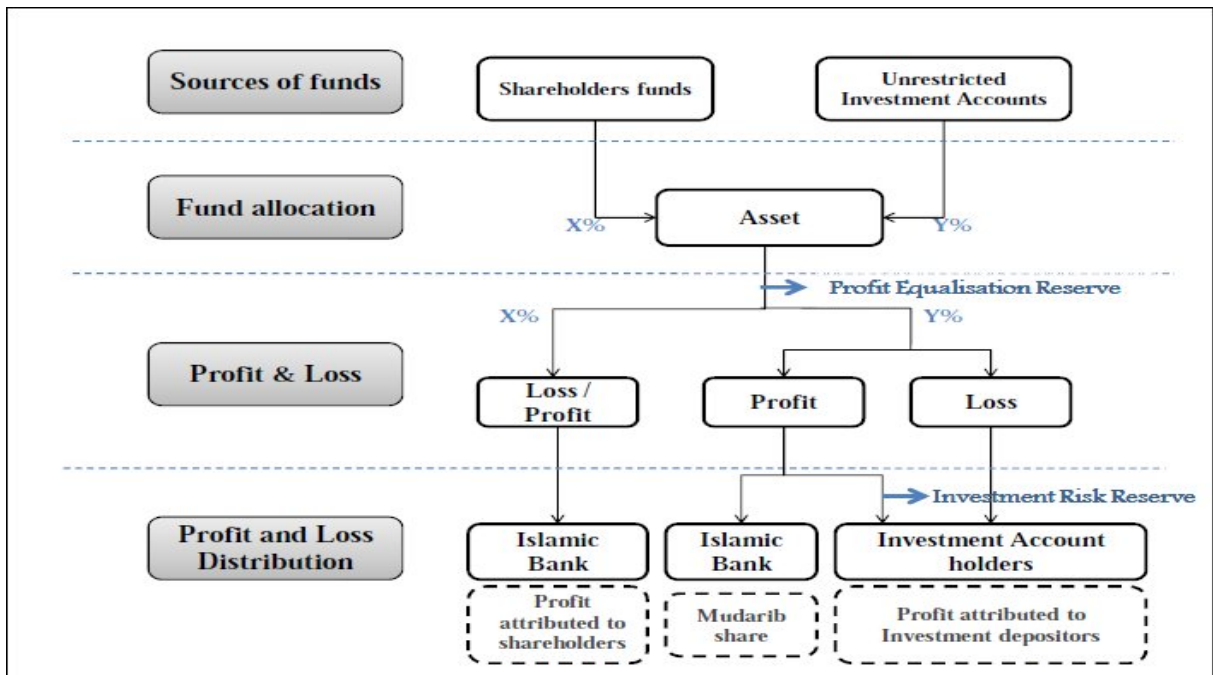 Sources of funds
Shareholders funds
Unrestricted
Investment Accounts
Fund allocation
X%
Asset
Y%
Profit Equalisation Reserve
X%
Y%
Profit & Loss
Loss /
Profit
Profit
Loss
Investment Risk Reserve
Profit and Loss
Distribution
Islamic
Bank
Islamic
Bank
Investment Account
holders
Profit
attributed to
shareholders
Mudarib
share
Profit attributed to
Investment depositors